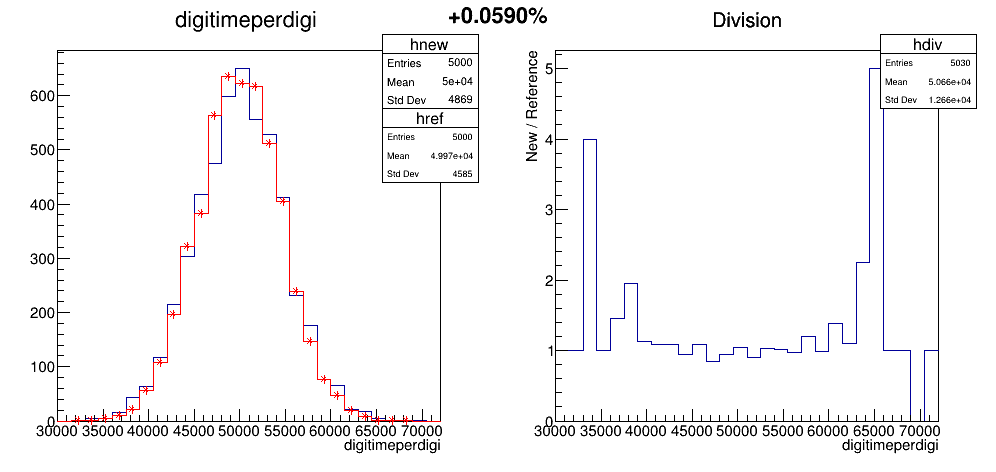 digitimeperdigi
+0.0590%
Division
hnew
Entries 5000
Mean 5e+04
Std Dev 4869
href
Entries 5000
Mean 4.997e+04
Std Dev 4585
600
500
400
300
200
100
0
30000 35000 40000 45000 50000 55000 60000 65000 70000
digitimeperdigi
hdiv
Entries 5030
Mean 5.066e+04
Std Dev 1.266e+04
New / Reference
5
4
3
2
1
0
30000 35000 40000 45000 50000 55000 60000 65000 70000
digitimeperdigi